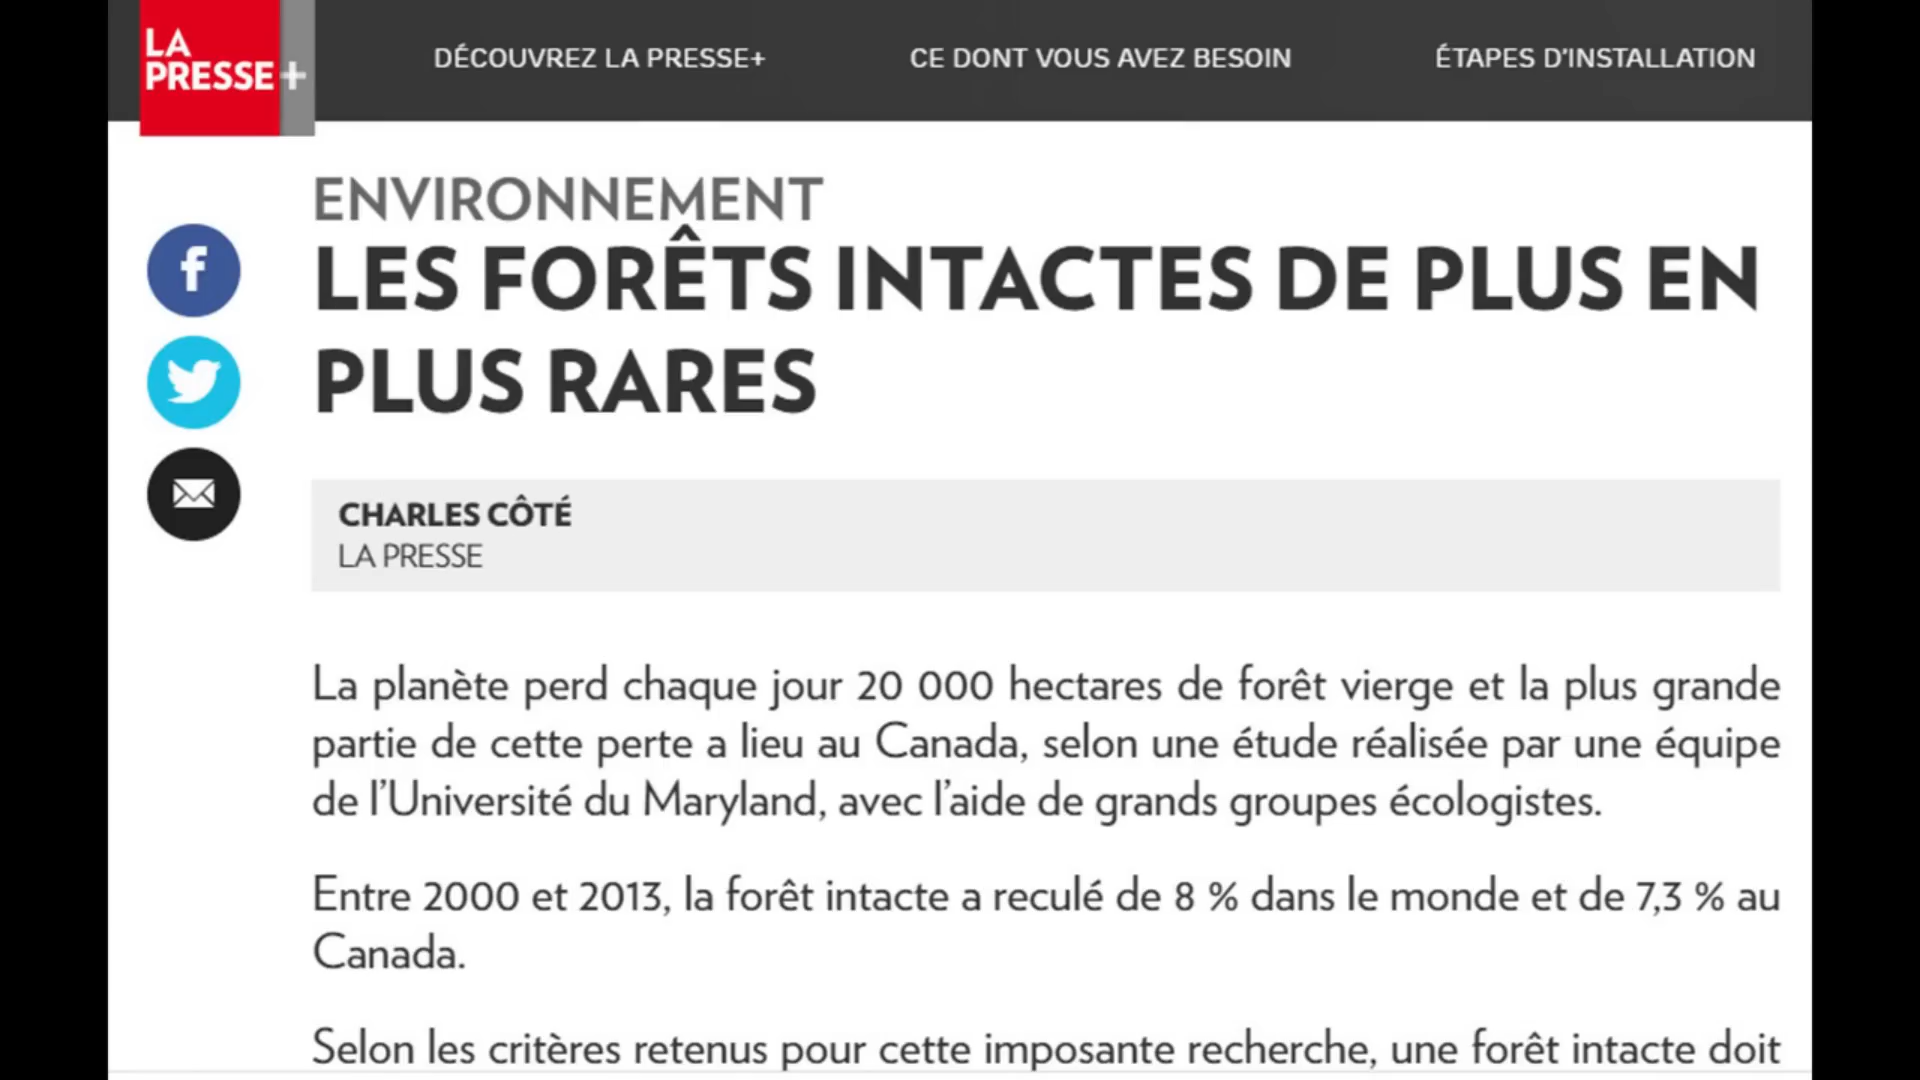 LA
PRESSE+
DÉCOUVREZ LA PRESSE+
CE DONT VOUS AVEZ BESOIN
ÉTAPES D'INSTALLATION
ENVIRONNEMENT
LES FORÊTS INTACTES DE PLUS EN
PLUS RARES
f
CHARLES CÔTÉ
LA PRESSE
La planète perd chaque jour 20 000 hectares de forêt vierge et la plus grande
partie de cette perte a lieu au Canada, selon une étude réalisée par une équipe
de l’Université du Maryland, avec l’aide de grands groupes écologistes.
Entre 2000 et 2013, la forêt intacte a reculé de 8 % dans le monde et de 7,3 % au
Canada.
Selon les critères retenus pour cette imposante recherche, une forêt intacte doit